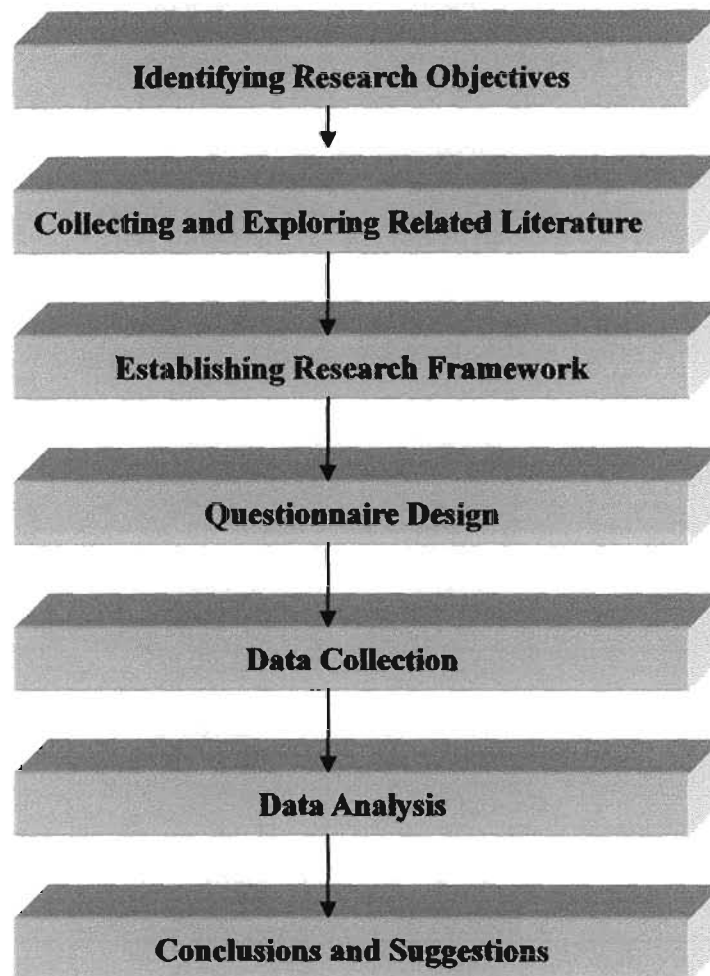 Identifying Research Objectives
Collecting and Exploring Related Literature
Establishing Research Framework
Questionnaire Design
Data Collection
Data Analysis
Conclusions and Suggestions